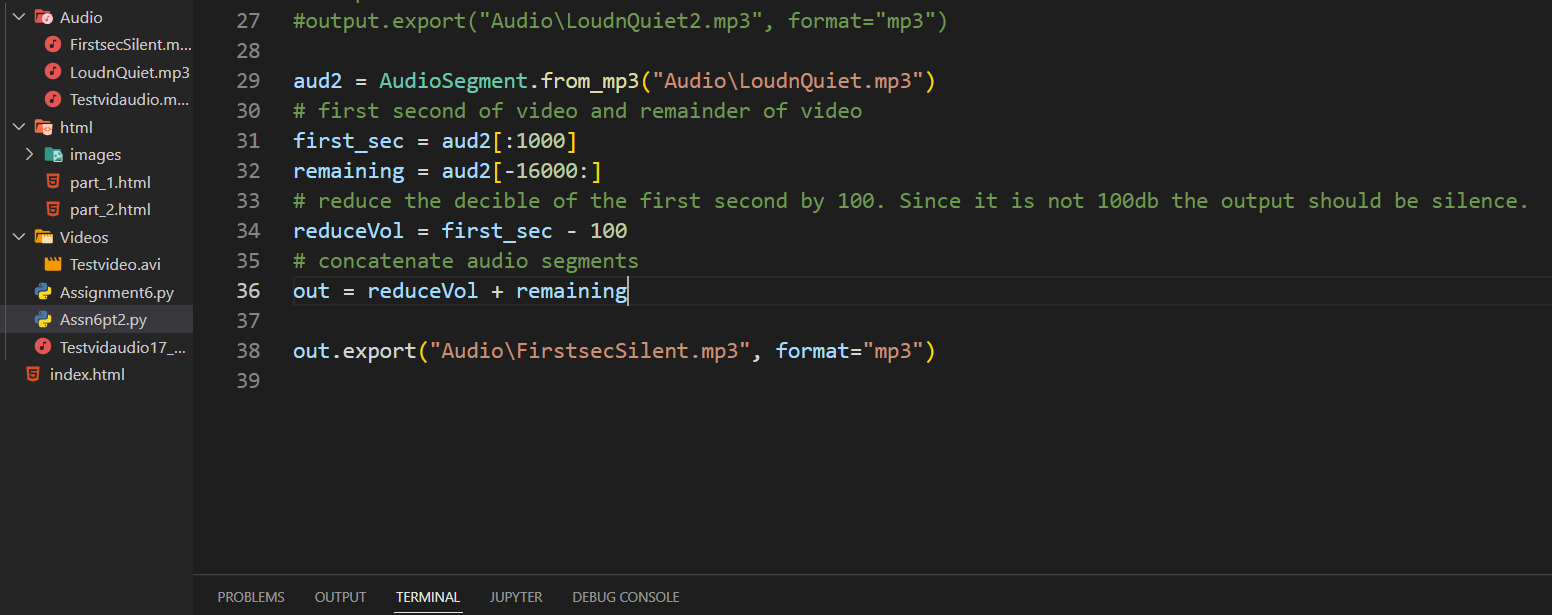 Audio
FirstsecSilent.m...
LoudnQuiet.mp3
Testvidaudio.m...
html
images
part_1.html
part_2.html
Videos
Testvideo.avi
Assignment6.py
Assn6pt2.py
Testvidaudio17_...
index.html
27 #output.export("Audio\LoudnQuiet2.mp3", format="mp3")
28
29 aud2 = AudioSegment.from_mp3("Audio\LoudnQuiet.mp3")
30 # first second of video and remainder of video
31 first_sec = aud2[:1000]
32 remaining = aud2[-16000:]
33 # reduce the decible of the first second by 100. Since it is not 100db the output should be silence.
34 reduceVol = first_sec - 100
35 # concatenate audio segments
36 out = reduceVol + remaining
37
38 out.export("Audio\FirstsecSilent.mp3", format="mp3")
39
PROBLEMS OUTPUT TERMINAL JUPYTER DEBUG CONSOLE